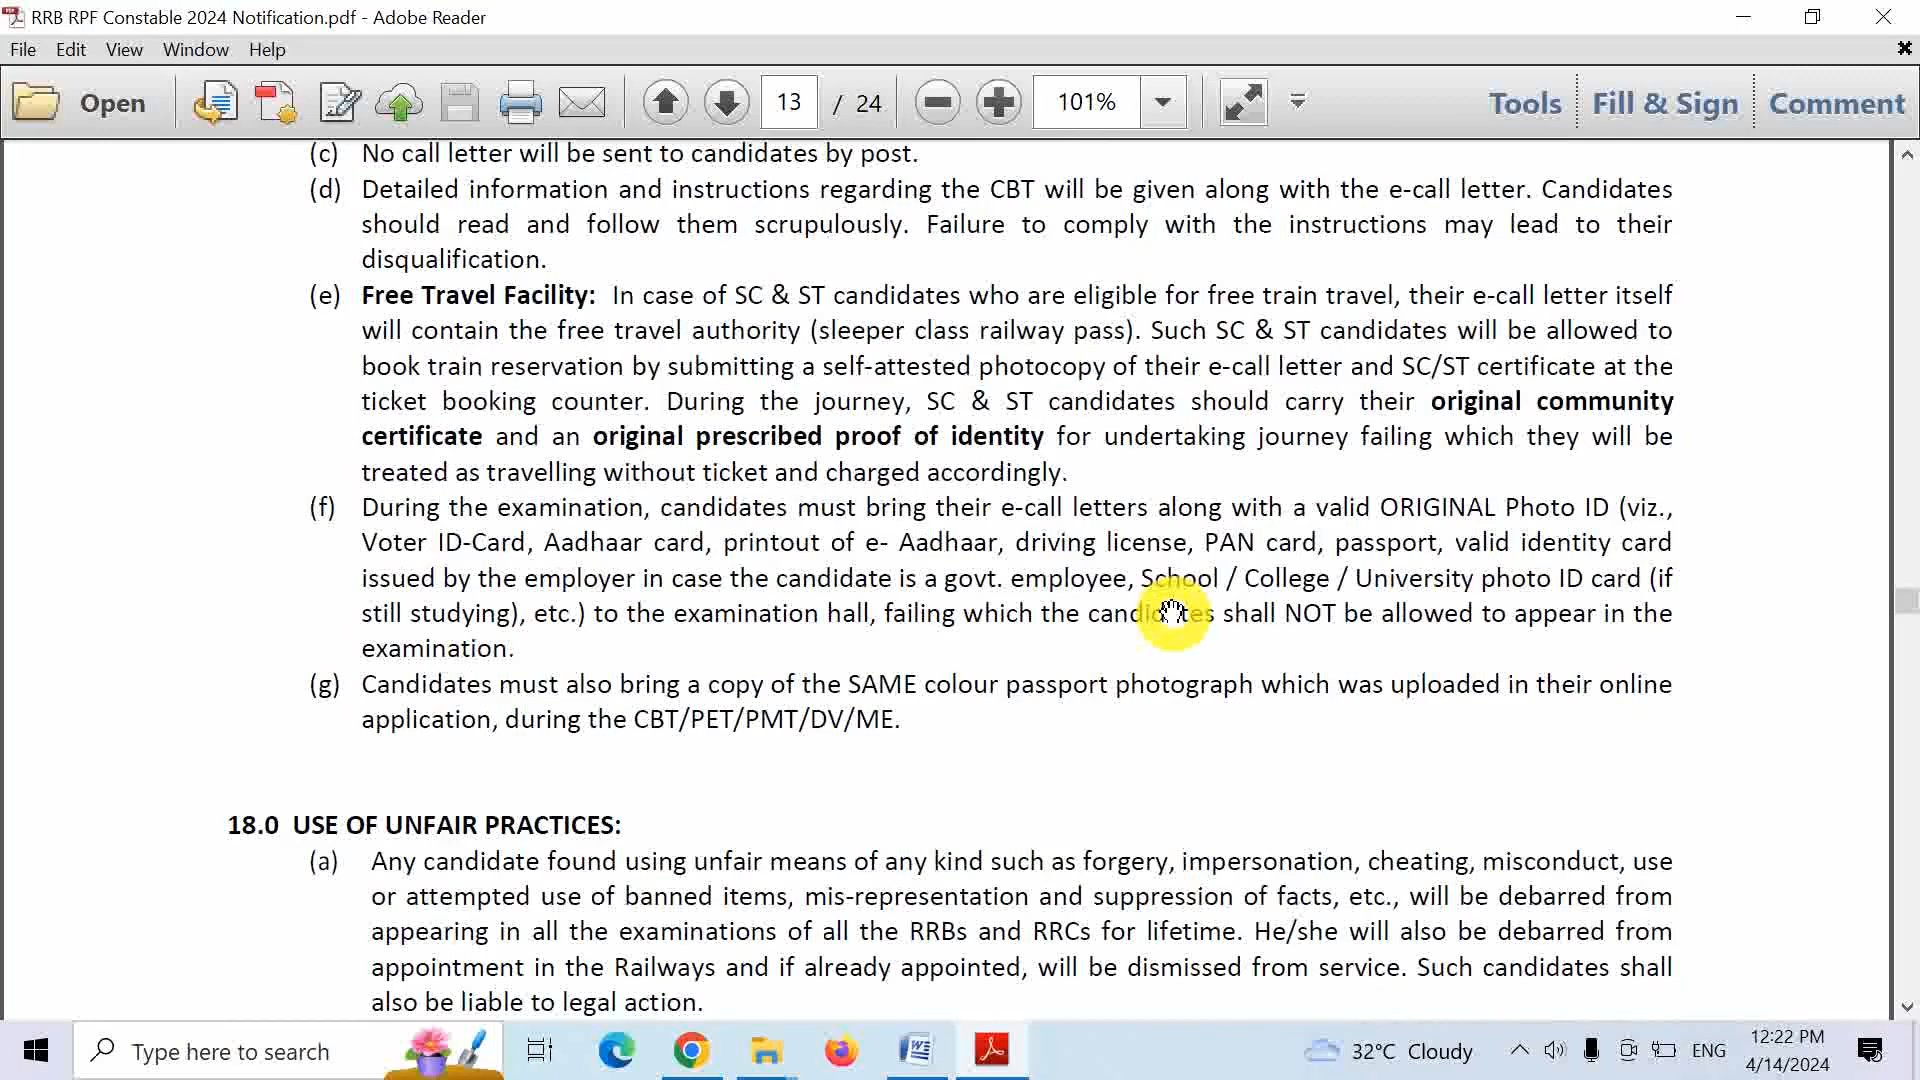 RRB RPF Constable 2024 Notification.pdf - Adobe Reader
File Edit View Window Help
Open 13 / 24 101% Tools Fill & Sign Comment
(c) No call letter will be sent to candidates by post.
(d) Detailed information and instructions regarding the CBT will be given along with the e-call letter. Candidates
should read and follow them scrupulously. Failure to comply with the instructions may lead to their
disqualification.
(e) Free Travel Facility: In case of SC & ST candidates who are eligible for free train travel, their e-call letter itself
will contain the free travel authority (sleeper class railway pass). Such SC & ST candidates will be allowed to
book train reservation by submitting a self-attested photocopy of their e-call letter and SC/ST certificate at the
ticket booking counter. During the journey, SC & ST candidates should carry their original community
certificate and an original prescribed proof of identity for undertaking journey failing which they will be
treated as travelling without ticket and charged accordingly.
(f) During the examination, candidates must bring their e-call letters along with a valid ORIGINAL Photo ID (viz.,
Voter ID-Card, Aadhaar card, printout of e- Aadhaar, driving license, PAN card, passport, valid identity card
issued by the employer in case the candidate is a govt. employee, School / College / University photo ID card (if
still studying), etc.) to the examination hall, failing which the candidates shall NOT be allowed to appear in the
examination.
(g) Candidates must also bring a copy of the SAME colour passport photograph which was uploaded in their online
application, during the CBT/PET/PMT/DV/ME.
18.0 USE OF UNFAIR PRACTICES:
(a) Any candidate found using unfair means of any kind such as forgery, impersonation, cheating, misconduct, use
or attempted use of banned items, mis-representation and suppression of facts, etc., will be debarred from
appearing in all the examinations of all the RRBs and RRCs for lifetime. He/she will also be debarred from
appointment in the Railways and if already appointed, will be dismissed from service. Such candidates shall
also be liable to legal action.
Type here to search 32°C Cloudy ENG 12:22 PM
4/14/2024